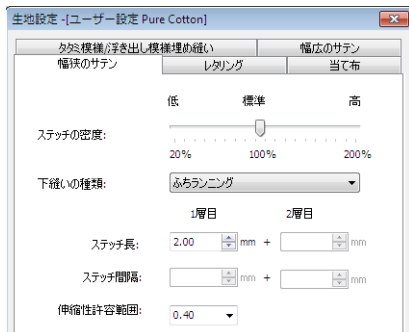 生地設定 -[ユーザー設定 Pure Cotton]
タタミ模様/浮き出し模様埋め縫い 幅広のサテン
幅狭のサテン レタリング 当て布
低 標準 高
ステッチの密度:
20% 100% 200%
下縫いの種類: ふちランニング
1層目 2層目
ステッチ長: 2.00 mm + mm
ステッチ間隔: mm + mm
伸縮性許容範囲: 0.40